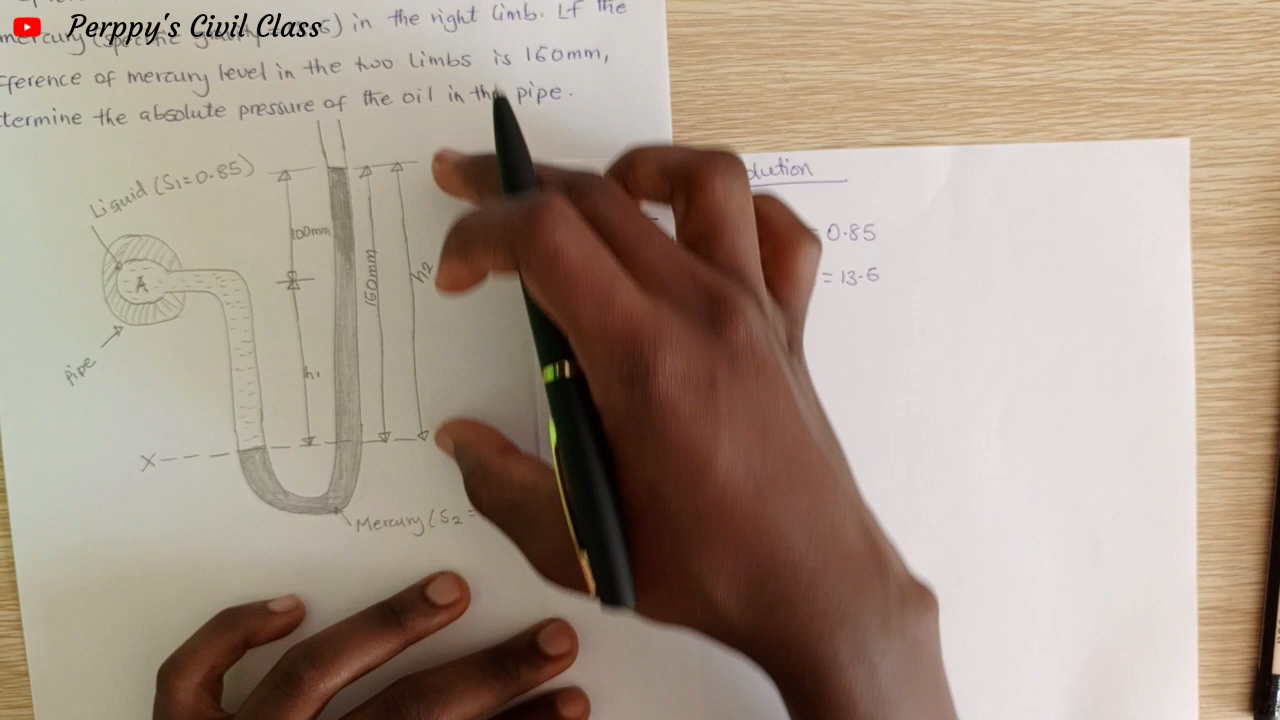 Perppy's Civil Class
mercury (specific in the right limb. If the
fference of mercury level in the two limbs is 160mm,
termine the absolute pressure of the oil in the pipe.
Liquid (S₁=0.85)
100mm
160mm
h₂
A
h₁
pipe
X
Mercury (S₂ =
lution
0.85
= 13.6